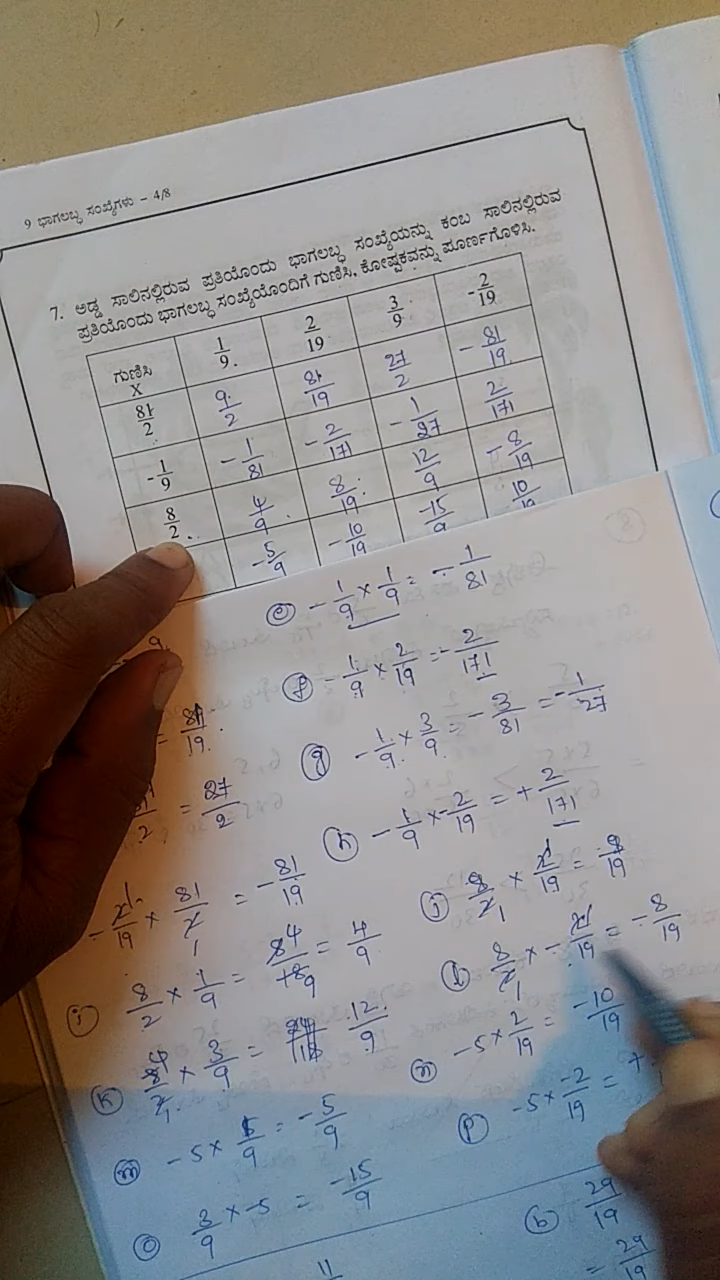 9 ಭಾಗಲಬ್ಧ ಸಂಖ್ಯೆಗಳು - 4/8
7. ಅಡ್ಡ ಸಾಲಿನಲ್ಲಿರುವ ಪ್ರತಿಯೊಂದು ಭಾಗಲಬ್ಧ ಸಂಖ್ಯೆಯನ್ನು ಕಂಬ ಸಾಲಿನಲ್ಲಿರುವ
ಪ್ರತಿಯೊಂದು ಭಾಗಲಬ್ಧ ಸಂಖ್ಯೆಯೊಂದಿಗೆ ಗುಣಿಸಿ. ಕೋಷ್ಟಕವನ್ನು ಪೂರ್ಣಗೊಳಿಸಿ.
ಗುಣಿಸಿ X 1/9 2/19 3/9 -2/19
81/2 9/2 81/19 27/2 -81/19
-1/9 -1/81 -2/171 -1/27 2/171
8/2 4/9 8/19 12/9 -8/19
-5/9 -10/19 -15/9 10/19
e -1/9 × 1/9 = -1/81
f -1/9 × 2/19 = -2/171
= 81/19
g -1/9 × 3/9 = -3/81 = -1/27
= 27/2
h -1/9 × -2/19 = +2/171
-2/19 × 81/2 = -81/19
j 8/2 × 2/19 = 8/19
i 8/2 × 1/9 = 4/9
l 8/2 × -2/19 = -8/19
k 8/2 × 3/9 = 12/9
n -5 × 2/19 = -10/19
m -5 × 1/9 = -5/9
p -5 × -2/19 = +
o 3/9 × -5 = -15/9
b 29/19
= 29/19
11